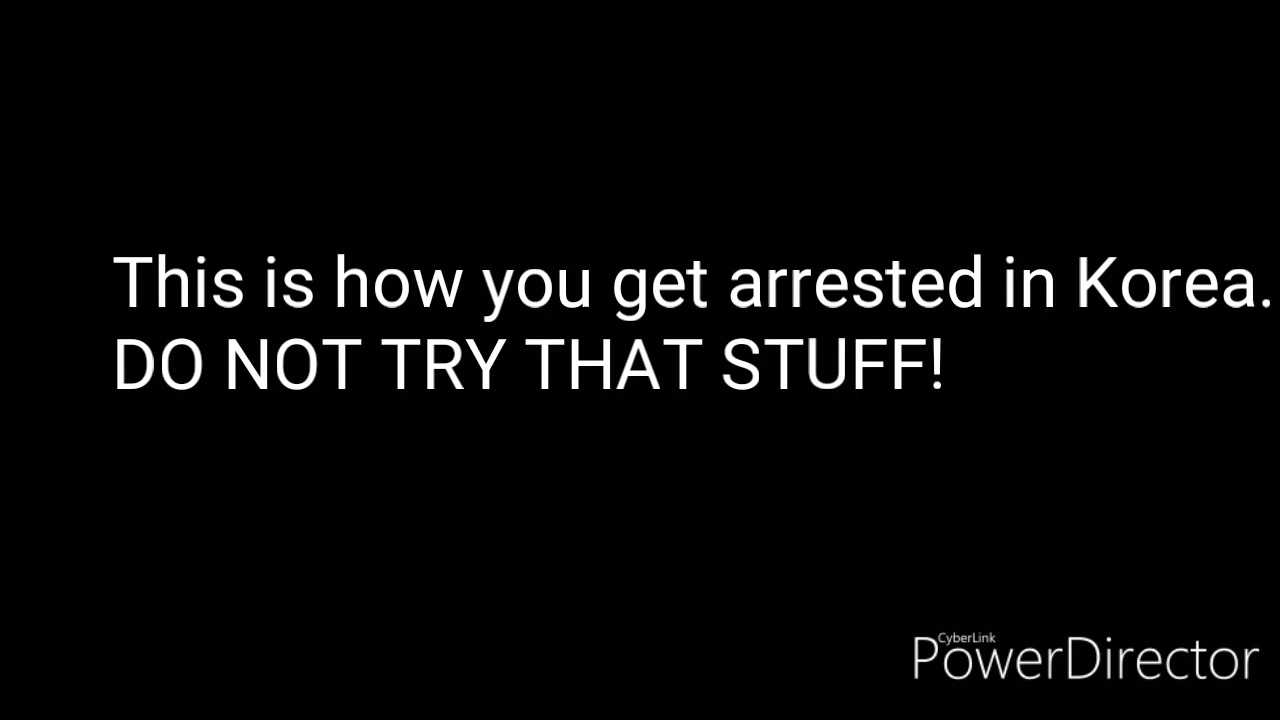 This is how you get arrested in Korea.
DO NOT TRY THAT STUFF!
CyberLink
PowerDirector